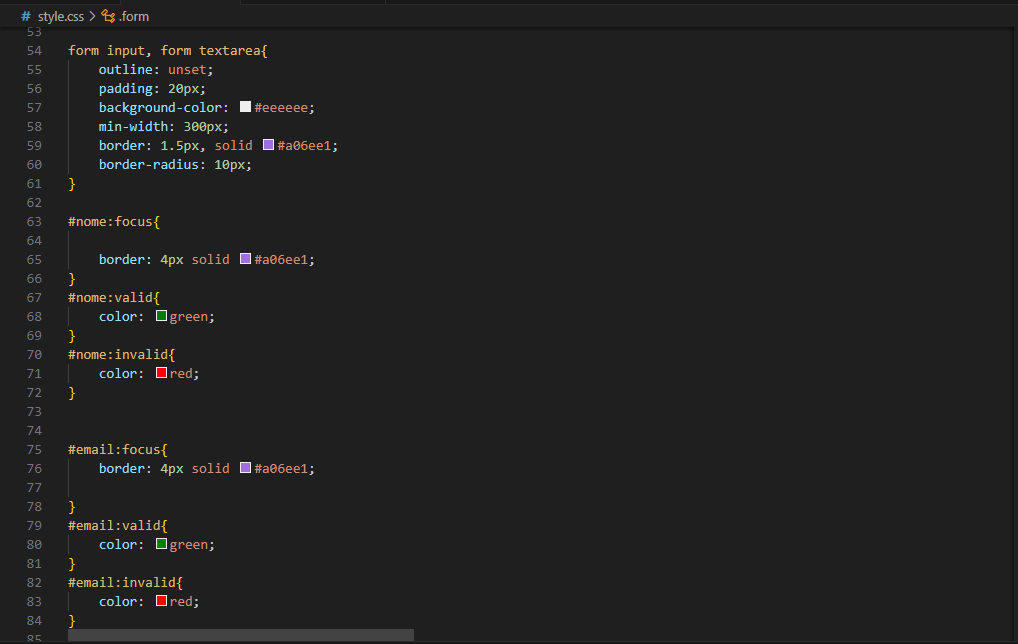 # style.css > .form
53
54 form input, form textarea{
55     outline: unset;
56     padding: 20px;
57     background-color: #eeeeee;
58     min-width: 300px;
59     border: 1.5px, solid #a06ee1;
60     border-radius: 10px;
61 }
62
63 #nome:focus{
64
65     border: 4px solid #a06ee1;
66 }
67 #nome:valid{
68     color: green;
69 }
70 #nome:invalid{
71     color: red;
72 }
73
74
75 #email:focus{
76     border: 4px solid #a06ee1;
77
78 }
79 #email:valid{
80     color: green;
81 }
82 #email:invalid{
83     color: red;
84 }
85